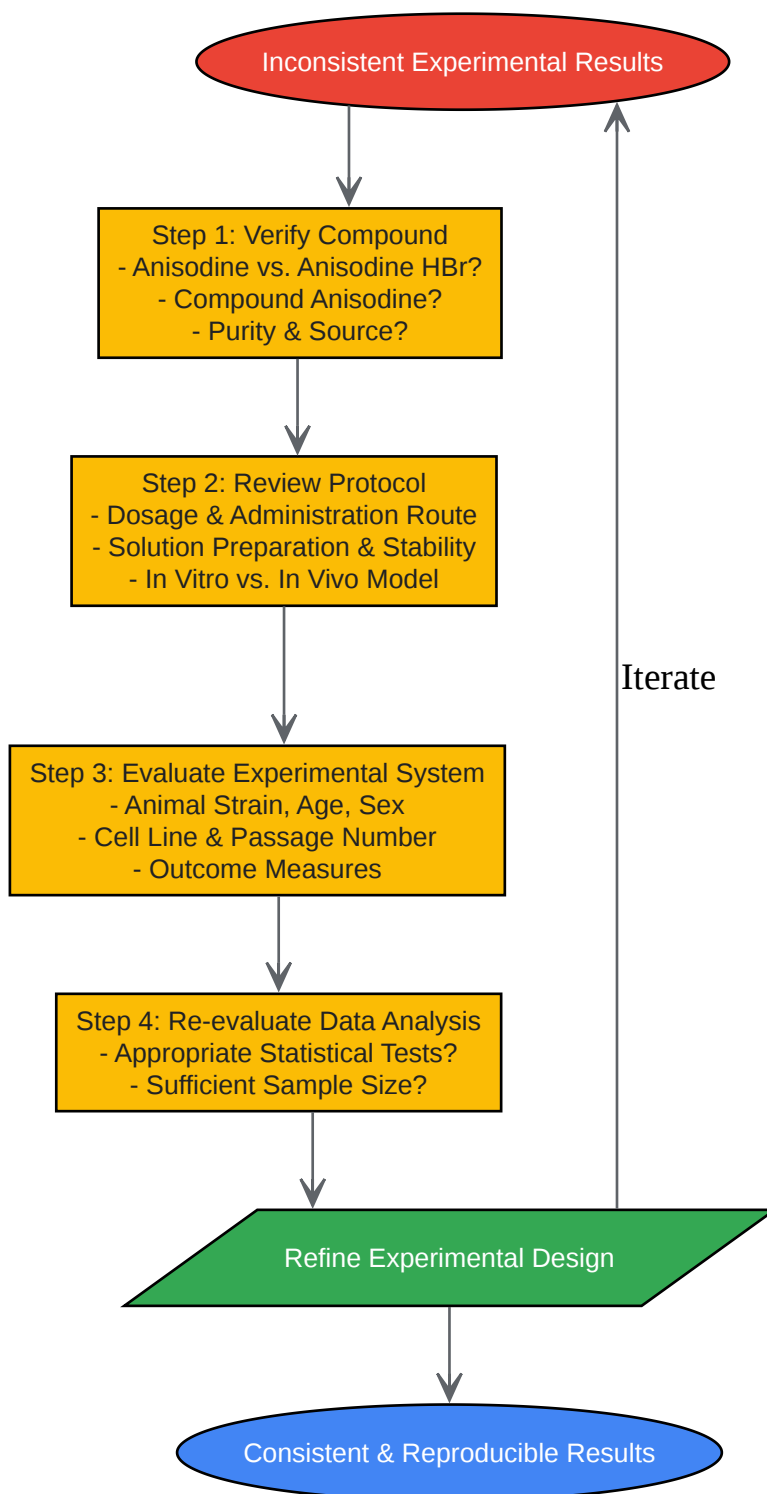 Inconsistent Experimental Results
Step 1: Verify Compound
- Anisodine vs. Anisodine HBr?
- Compound Anisodine?
- Purity & Source?
Step 2: Review Protocol
- Dosage & Administration Route
- Solution Preparation & Stability
- In Vitro vs. In Vivo Model
Iterate
Step 3: Evaluate Experimental System
- Animal Strain, Age, Sex
- Cell Line & Passage Number
- Outcome Measures
Step 4: Re-evaluate Data Analysis
- Appropriate Statistical Tests?
- Sufficient Sample Size?
Refine Experimental Design
Consistent & Reproducible Results